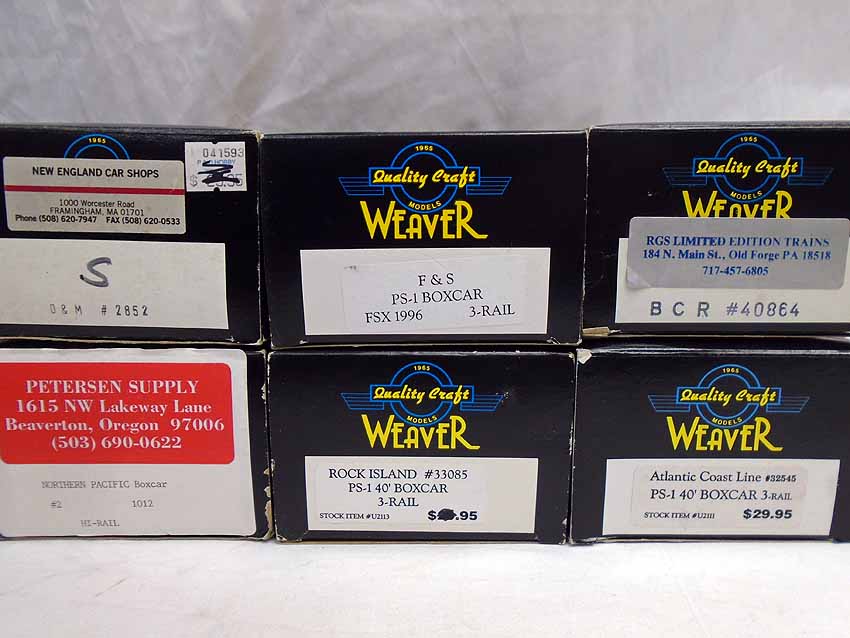 1965
NEW ENGLAND CAR SHOPS
1000 Worcester Road
FRAMINGHAM, MA 01701
Phone (508) 620-7947 FAX (508) 620-0533
041593
HOBBY
$
S
D&M #2852
1965
Quality Craft
MODELS
WEAVER
F & S
PS-1 BOXCAR
FSX 1996 3-RAIL
1965
Quality Craft
MODELS
WEAVER
RGS LIMITED EDITION TRAINS
184 N. Main St., Old Forge PA 18518
717-457-6805
BCR #40864
PETERSEN SUPPLY
1615 NW Lakeway Lane
Beaverton, Oregon 97006
(503) 690-0622
NORTHERN PACIFIC Boxcar
#2 1012
HI-RAIL
1965
Quality Craft
MODELS
WEAVER
ROCK ISLAND #33085
PS-1 40' BOXCAR
3-RAIL
STOCK ITEM #U2113 $ .95
1965
Quality Craft
MODELS
WEAVER
Atlantic Coast Line #32545
PS-1 40' BOXCAR 3-RAIL
STOCK ITEM #U2111 $29.95